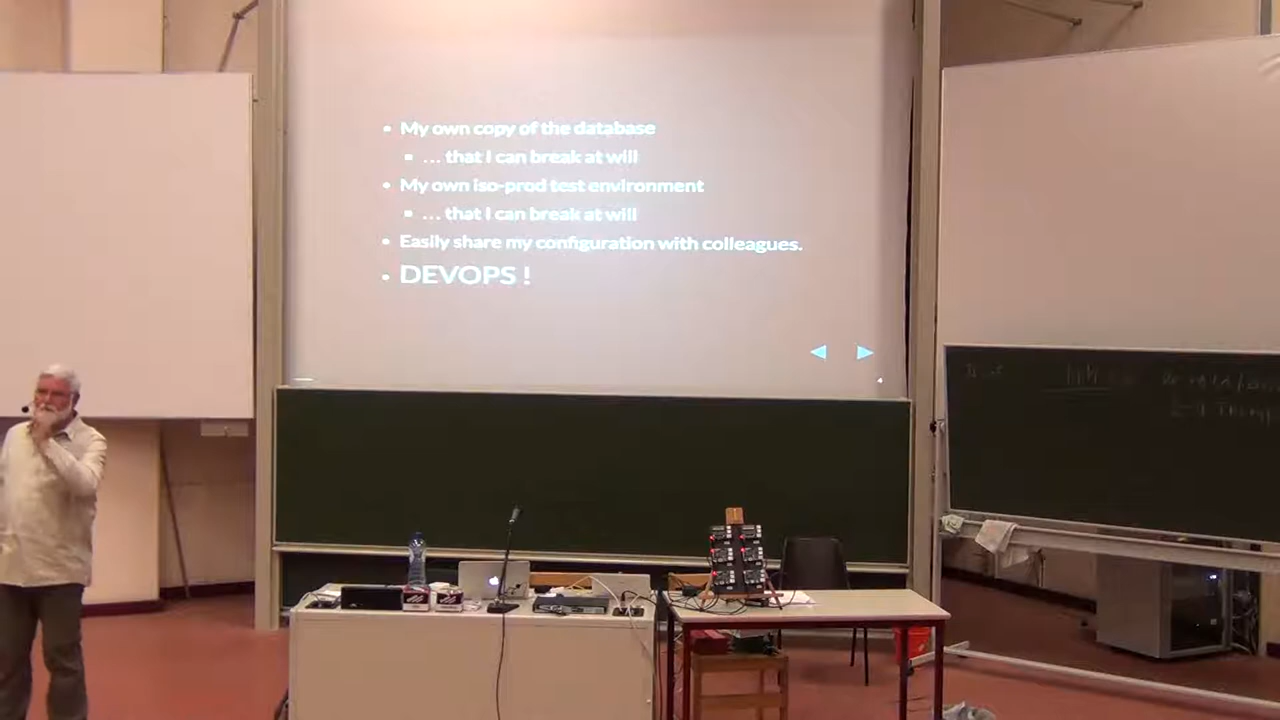 • My own copy of the database
▪ ... that I can break at will
• My own iso-prod test environment
▪ ... that I can break at will
• Easily share my configuration with colleagues.
• DEVOPS !
4